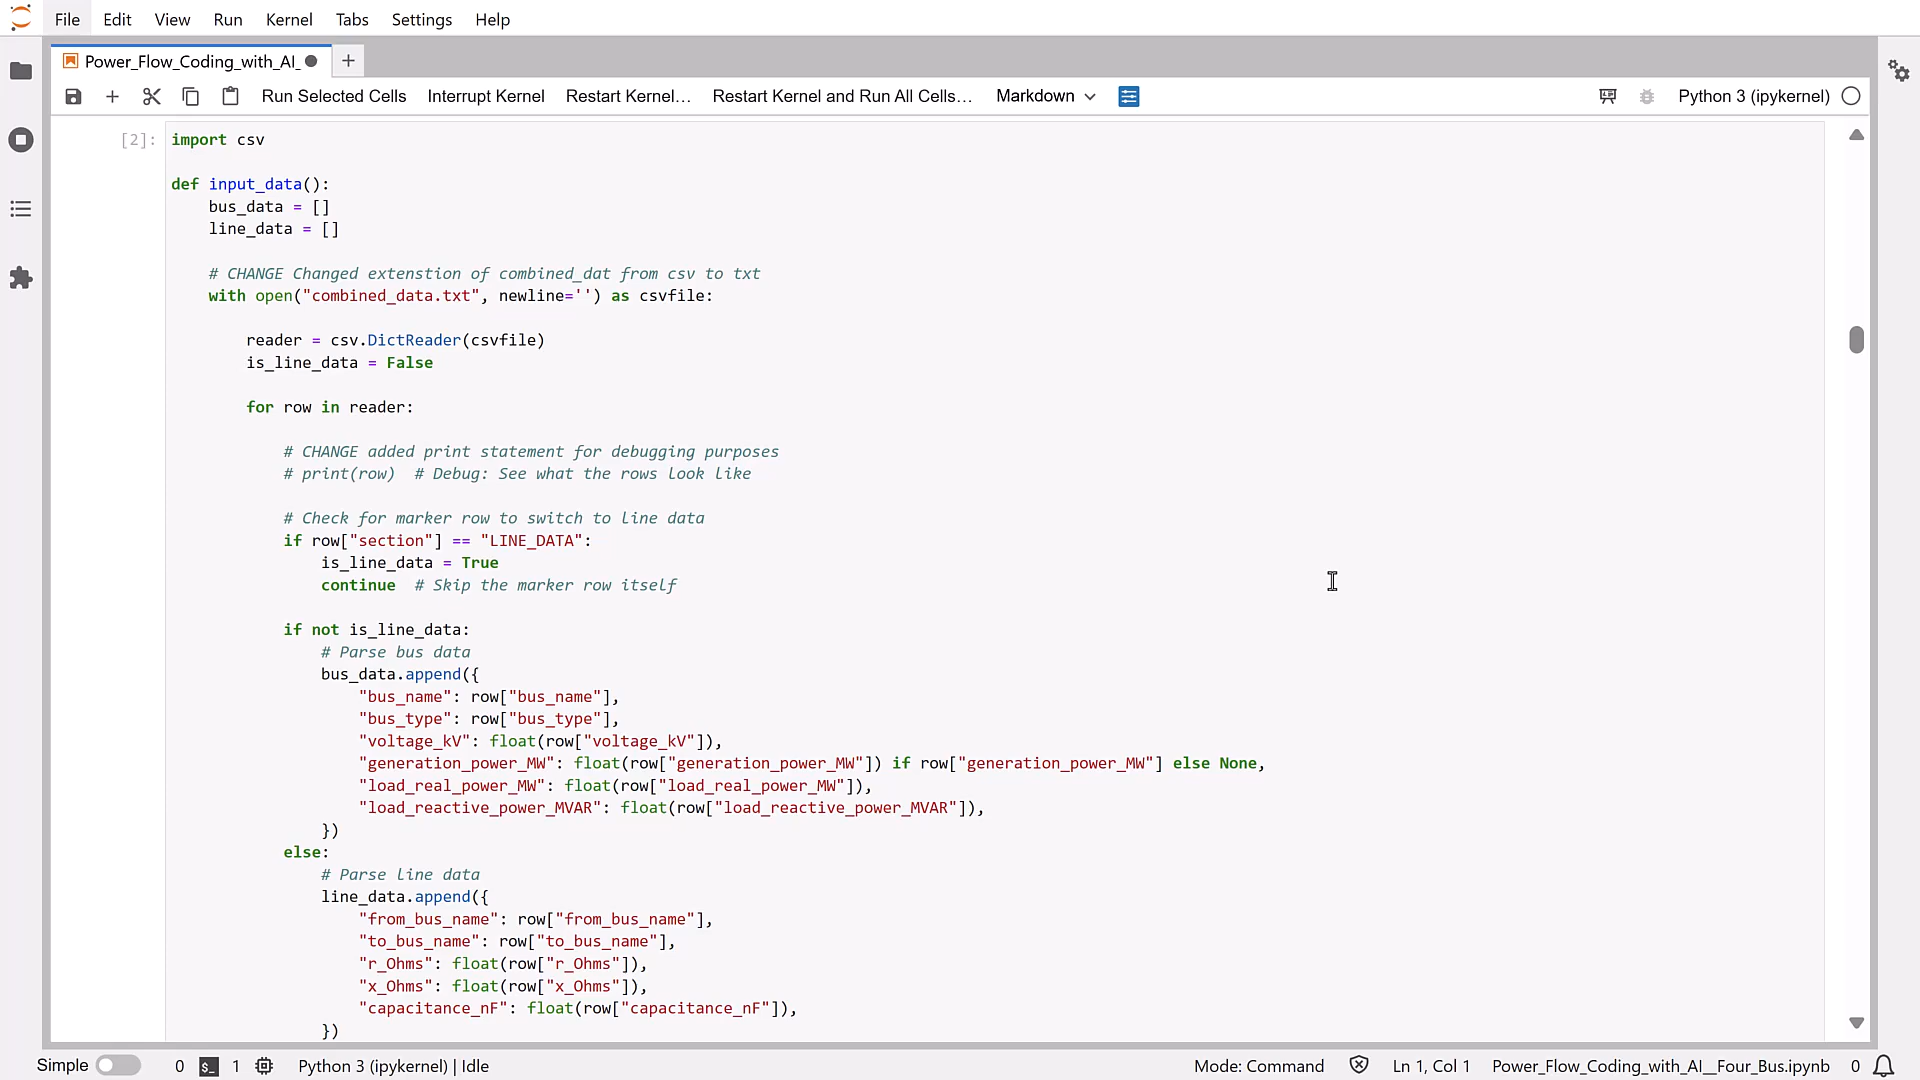 File Edit View Run Kernel Tabs Settings Help
Power_Flow_Coding_with_AI_
Run Selected Cells Interrupt Kernel Restart Kernel… Restart Kernel and Run All Cells… Markdown Python 3 (ipykernel)
[2]: import csv
def input_data():
    bus_data = []
    line_data = []
    # CHANGE Changed extenstion of combined_dat from csv to txt
    with open("combined_data.txt", newline='') as csvfile:
        reader = csv.DictReader(csvfile)
        is_line_data = False
        for row in reader:
            # CHANGE added print statement for debugging purposes
            # print(row)  # Debug: See what the rows look like
            # Check for marker row to switch to line data
            if row["section"] == "LINE_DATA":
                is_line_data = True
                continue  # Skip the marker row itself
            if not is_line_data:
                # Parse bus data
                bus_data.append({
                    "bus_name": row["bus_name"],
                    "bus_type": row["bus_type"],
                    "voltage_kV": float(row["voltage_kV"]),
                    "generation_power_MW": float(row["generation_power_MW"]) if row["generation_power_MW"] else None,
                    "load_real_power_MW": float(row["load_real_power_MW"]),
                    "load_reactive_power_MVAR": float(row["load_reactive_power_MVAR"]),
                })
            else:
                # Parse line data
                line_data.append({
                    "from_bus_name": row["from_bus_name"],
                    "to_bus_name": row["to_bus_name"],
                    "r_Ohms": float(row["r_Ohms"]),
                    "x_Ohms": float(row["x_Ohms"]),
                    "capacitance_nF": float(row["capacitance_nF"]),
                })
Simple 0 $_ 1 Python 3 (ipykernel) | Idle Mode: Command Ln 1, Col 1 Power_Flow_Coding_with_AI__Four_Bus.ipynb 0